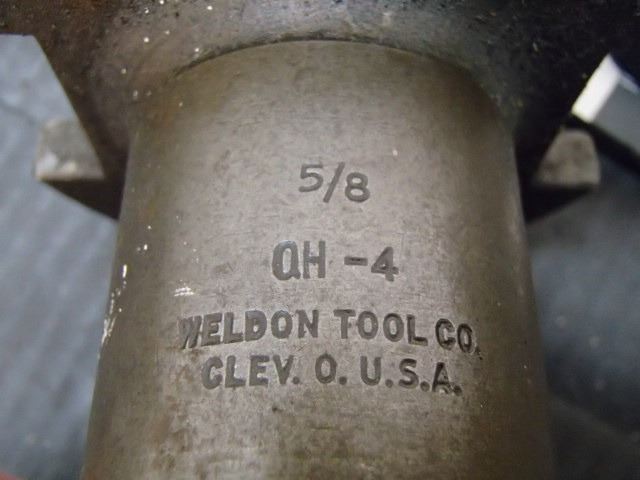 5/8
QH-4
WELDON TOOL CO.
CLEV. O. U.S.A.